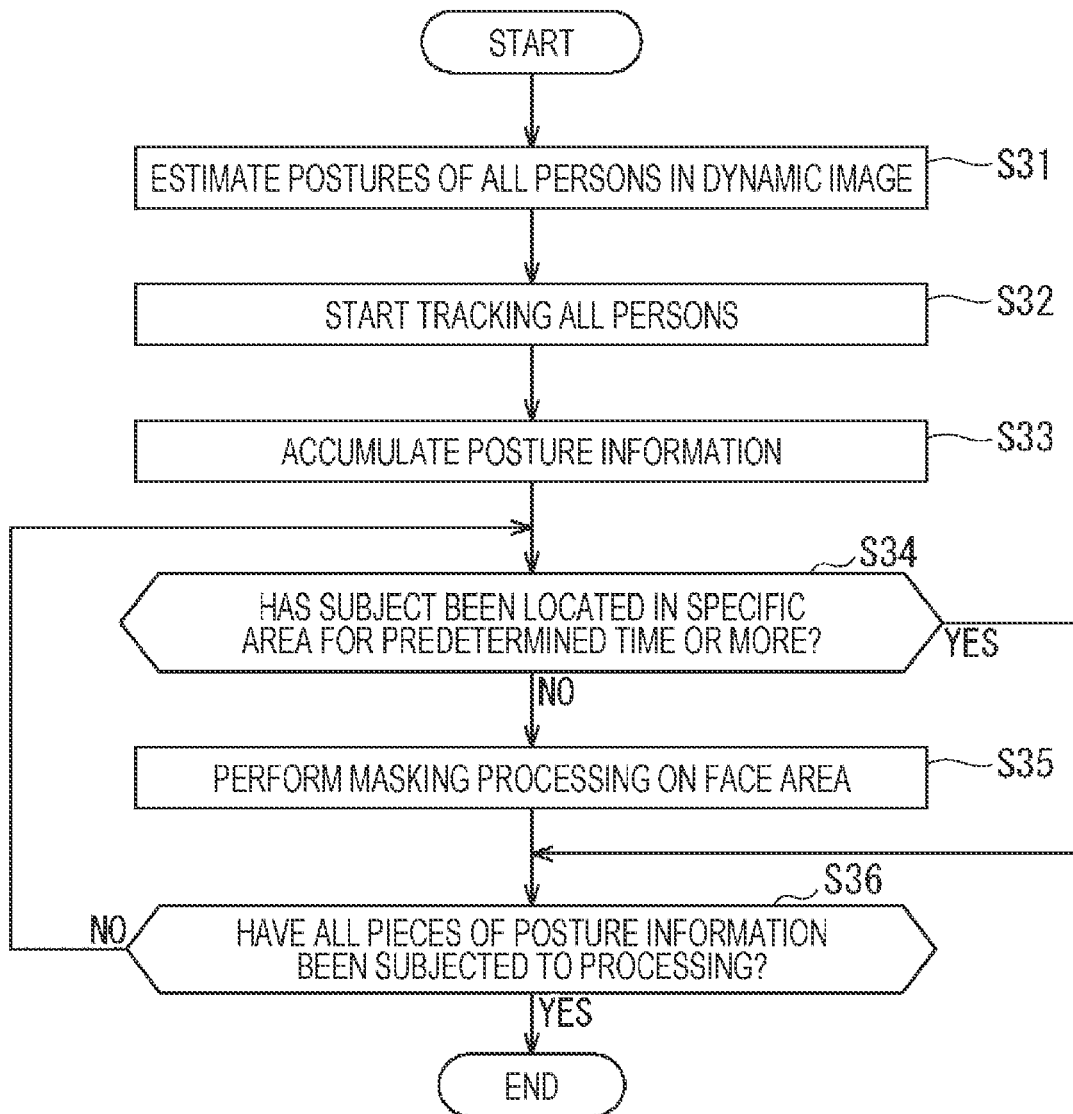 START
ESTIMATE POSTURES OF ALL PERSONS IN DYNAMIC IMAGE
S31
START TRACKING ALL PERSONS
S32
ACCUMULATE POSTURE INFORMATION
S33
S34
HAS SUBJECT BEEN LOCATED IN SPECIFIC
AREA FOR PREDETERMINED TIME OR MORE?
YES
NO
PERFORM MASKING PROCESSING ON FACE AREA
S35
S36
NO
HAVE ALL PIECES OF POSTURE INFORMATION
BEEN SUBJECTED TO PROCESSING?
YES
END